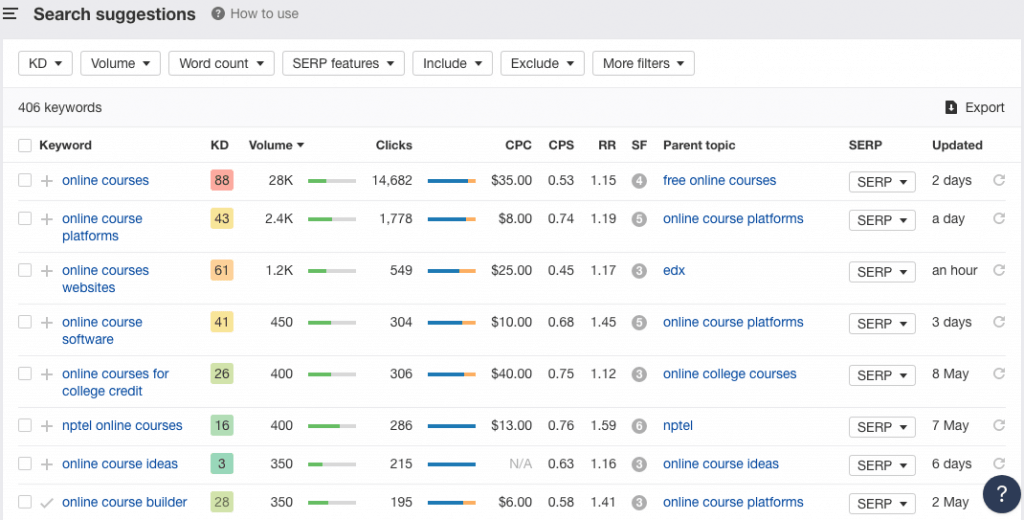 Search suggestions ? How to use
KD Volume Word count SERP features Include Exclude More filters
406 keywords Export
Keyword KD Volume Clicks CPC CPS RR SF Parent topic SERP Updated
online courses 88 28K 14,682 $35.00 0.53 1.15 4 free online courses SERP 2 days
online course platforms 43 2.4K 1,778 $8.00 0.74 1.19 5 online course platforms SERP a day
online courses websites 61 1.2K 549 $25.00 0.45 1.17 3 edx SERP an hour
online course software 41 450 304 $10.00 0.68 1.45 5 online course platforms SERP 3 days
online courses for college credit 26 400 306 $40.00 0.75 1.12 3 online college courses SERP 8 May
nptel online courses 16 400 286 $13.00 0.76 1.59 6 nptel SERP 7 May
online course ideas 3 350 215 N/A 0.63 1.16 3 online course ideas SERP 6 days
online course builder 28 350 195 $6.00 0.58 1.41 3 online course platforms SERP 2 May
?